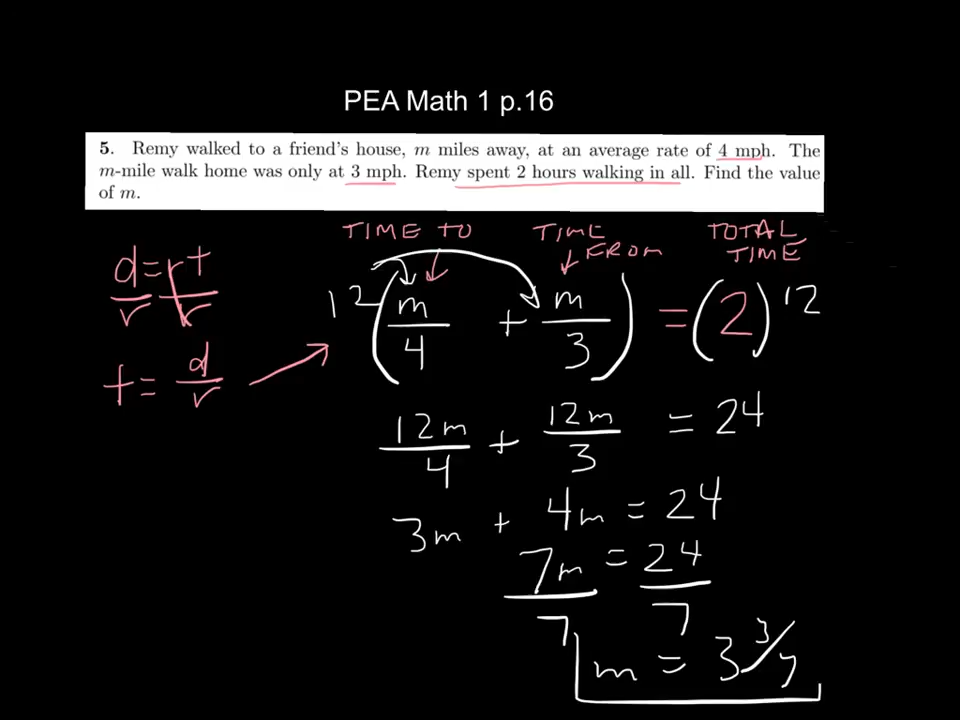 PEA Math 1 p.16
5. Remy walked to a friend's house, m miles away, at an average rate of 4 mph. The
m-mile walk home was only at 3 mph. Remy spent 2 hours walking in all. Find the value
of m.
TIME TO
TIME FROM
TOTAL TIME
d=rt
r r
t = d/r
12(m/4 + m/3) = (2)12
12m/4 + 12m/3 = 24
3m + 4m = 24
7m/7 = 24/7
m = 3 3/7